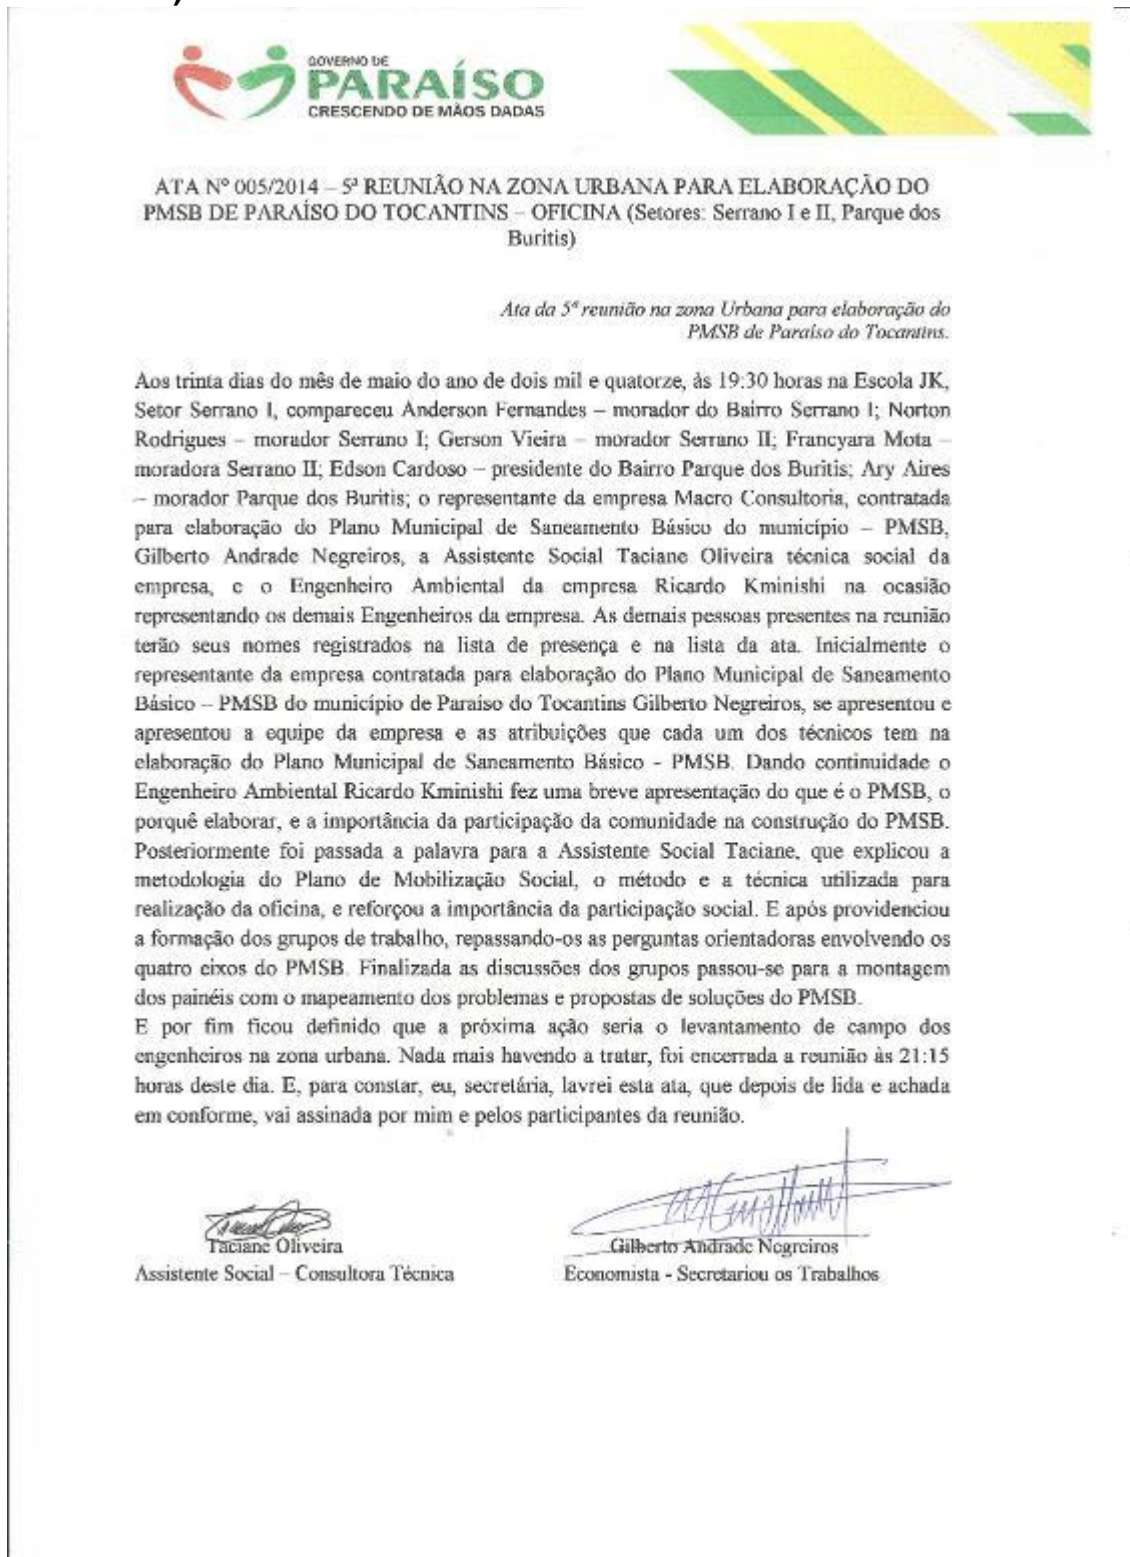 GOVERNO DE
PARAÍSO
CRESCENDO DE MÃOS DADAS
ATA Nº 005/2014 – 5ª REUNIÃO NA ZONA URBANA PARA ELABORAÇÃO DO
PMSB DE PARAÍSO DO TOCANTINS – OFICINA (Setores: Serrano I e II, Parque dos
Buritis)
Ata da 5ª reunião na zona Urbana para elaboração do
PMSB de Paraíso do Tocantins.
Aos trinta dias do mês de maio do ano de dois mil e quatorze, às 19:30 horas na Escola JK,
Setor Serrano I, compareceu Anderson Fernandes – morador do Bairro Serrano I; Norton
Rodrigues – morador Serrano I; Gerson Vieira – morador Serrano II; Francyara Mota –
moradora Serrano II; Edson Cardoso – presidente do Bairro Parque dos Buritis; Ary Aires
– morador Parque dos Buritis; o representante da empresa Macro Consultoria, contratada
para elaboração do Plano Municipal de Saneamento Básico do município – PMSB,
Gilberto Andrade Negreiros, a Assistente Social Taciane Oliveira técnica social da
empresa, e o Engenheiro Ambiental da empresa Ricardo Kminishi na ocasião
representando os demais Engenheiros da empresa. As demais pessoas presentes na reunião
terão seus nomes registrados na lista de presença e na lista da ata. Inicialmente o
representante da empresa contratada para elaboração do Plano Municipal de Saneamento
Básico – PMSB do município de Paraíso do Tocantins Gilberto Negreiros, se apresentou e
apresentou a equipe da empresa e as atribuições que cada um dos técnicos tem na
elaboração do Plano Municipal de Saneamento Básico - PMSB. Dando continuidade o
Engenheiro Ambiental Ricardo Kminishi fez uma breve apresentação do que é o PMSB, o
porquê elaborar, e a importância da participação da comunidade na construção do PMSB.
Posteriormente foi passada a palavra para a Assistente Social Taciane, que explicou a
metodologia do Plano de Mobilização Social, o método e a técnica utilizada para
realização da oficina, e reforçou a importância da participação social. E após providenciou
a formação dos grupos de trabalho, repassando-os as perguntas orientadoras envolvendo os
quatro eixos do PMSB. Finalizada as discussões dos grupos passou-se para a montagem
dos painéis com o mapeamento dos problemas e propostas de soluções do PMSB.
E por fim ficou definido que a próxima ação seria o levantamento de campo dos
engenheiros na zona urbana. Nada mais havendo a tratar, foi encerrada a reunião às 21:15
horas deste dia. E, para constar, eu, secretária, lavrei esta ata, que depois de lida e achada
em conforme, vai assinada por mim e pelos participantes da reunião.
Taciane Oliveira
Assistente Social – Consultora Técnica
Gilberto Andrade Negreiros
Economista - Secretariou os Trabalhos